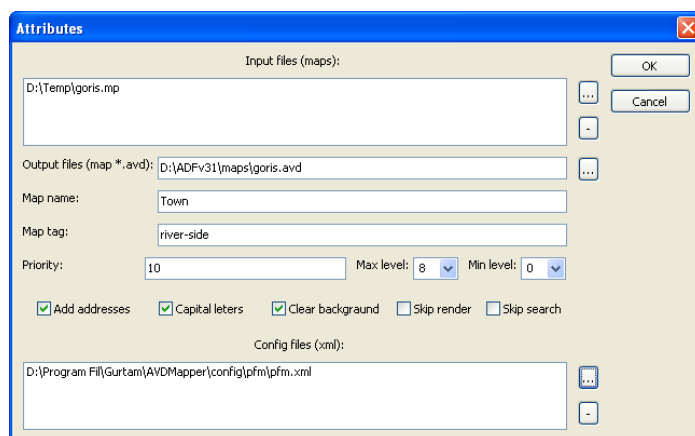 Attributes
Input files (maps):
OK
D:\Temp\goris.mp
...
Cancel
-
Output files (map *.avd): D:\ADFv31\maps\goris.avd ...
Map name: Town
Map tag: river-side
Priority: 10 Max level: 8 Min level: 0
Add addresses Capital leters Clear background Skip render Skip search
Config files (xml):
D:\Program Fil\Gurtam\AVDMapper\config\pfm\pfm.xml
...
-